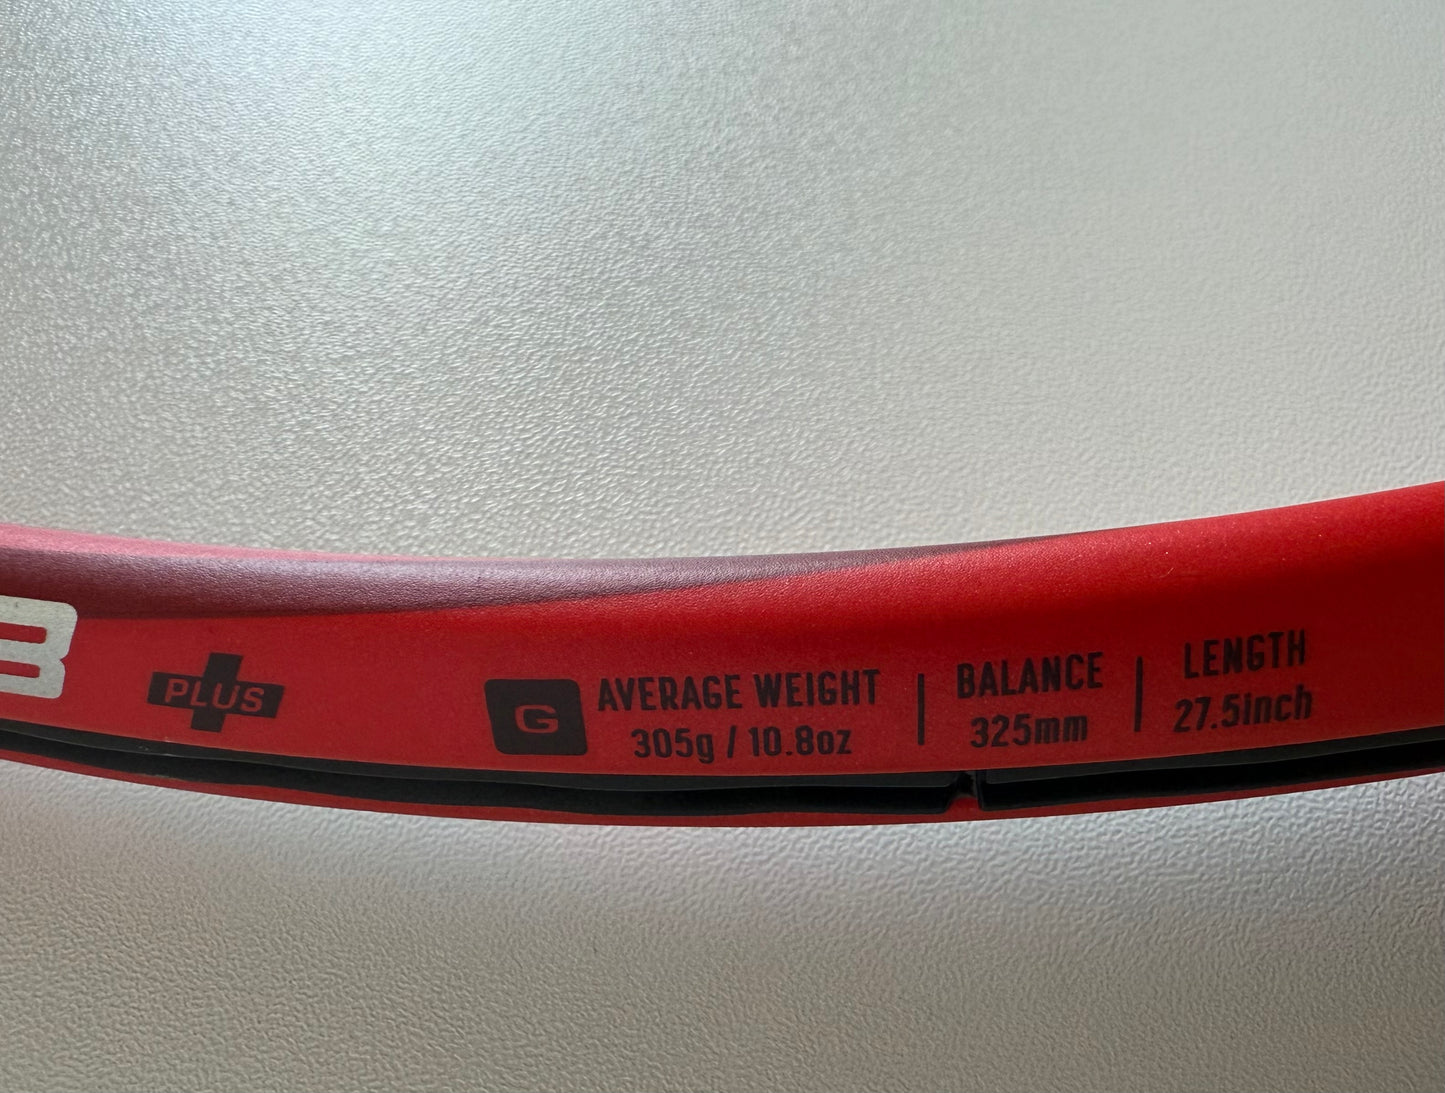 PLUS
G
AVERAGE WEIGHT
305g / 10.8oz
BALANCE
325mm
LENGTH
27.5inch